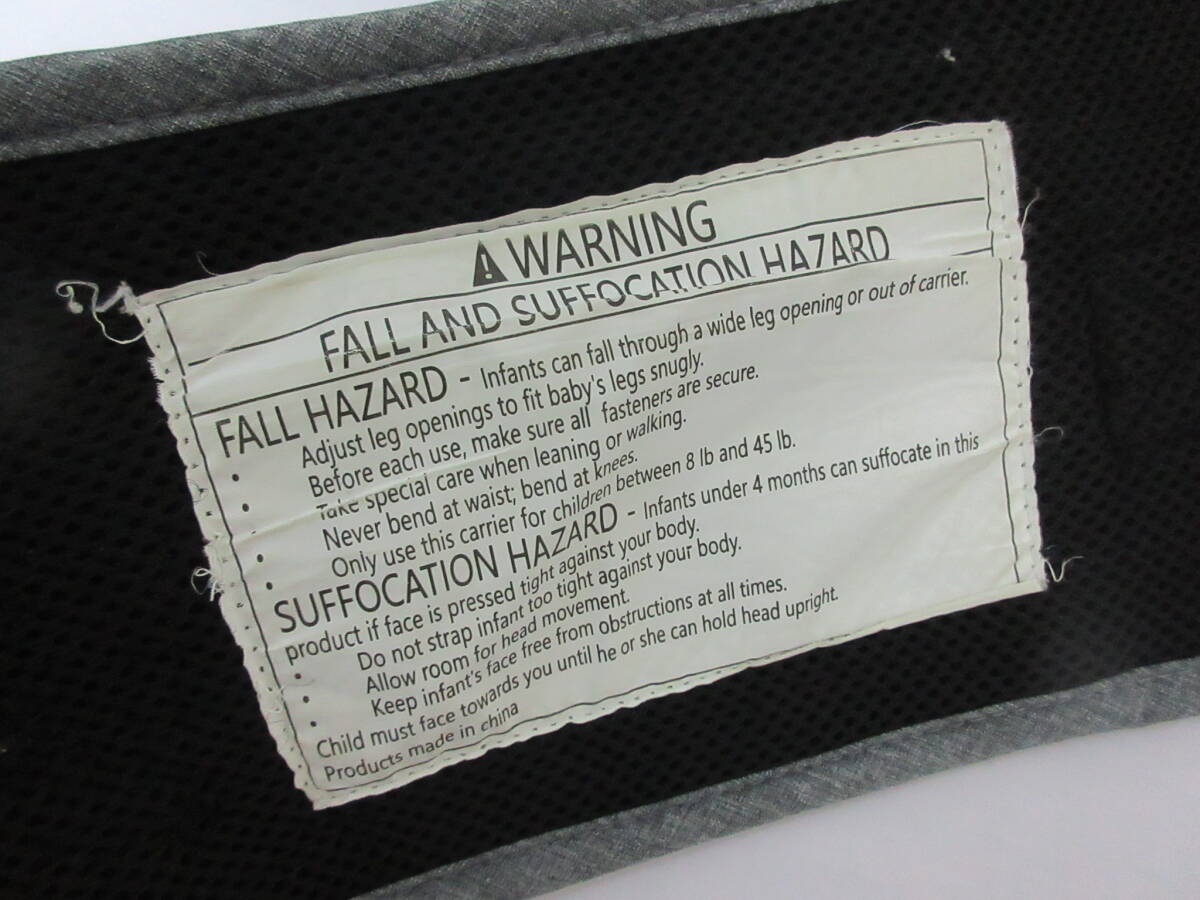 ⚠ WARNING
FALL AND SUFFOCATION HAZARD
FALL HAZARD - Infants can fall through a wide leg opening or out of carrier.
• Adjust leg openings to fit baby's legs snugly.
• Before each use, make sure all fasteners are secure.
Take special care when leaning or walking.
• Never bend at waist; bend at knees.
• Only use this carrier for children between 8 lb and 45 lb.
SUFFOCATION HAZARD - Infants under 4 months can suffocate in this
product if face is pressed tight against your body.
• Do not strap infant too tight against your body.
• Allow room for head movement.
• Keep infant's face free from obstructions at all times.
Child must face towards you until he or she can hold head upright.
Products made in china